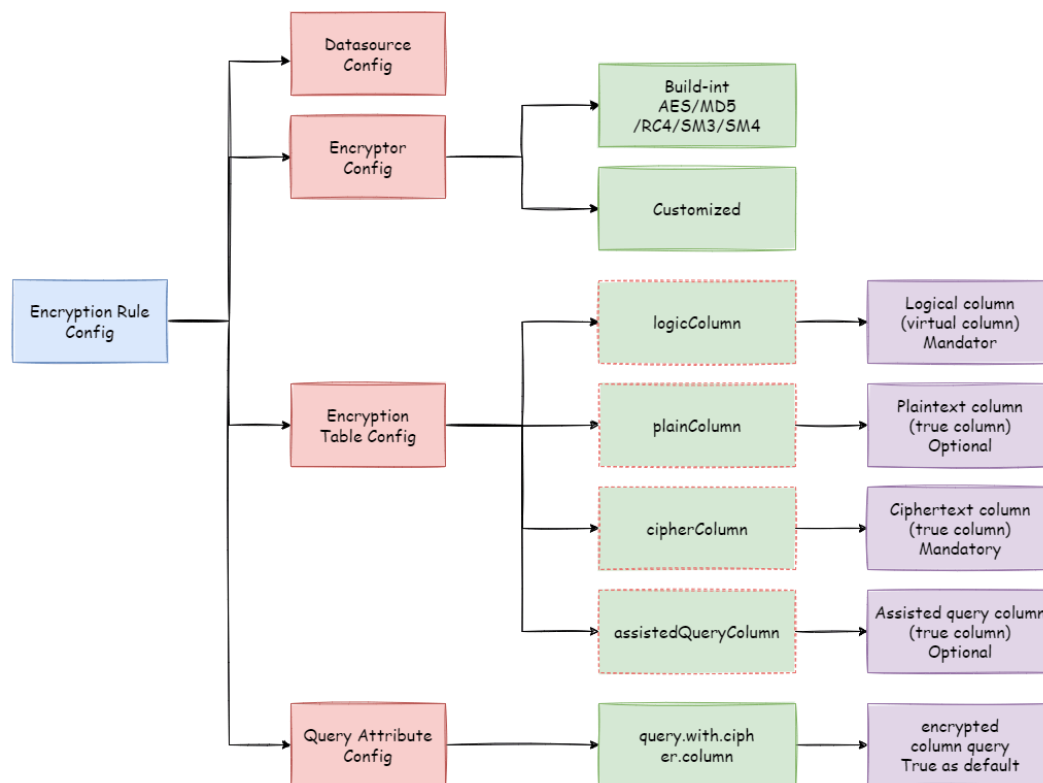 Datasource
Config
Build-int
AES/MD5
/RC4/SM3/SM4
Encryptor
Config
Customized
Encryption Rule
Config
logicColumn
Logical column
(virtual column)
Mandator
Encryption
Table Config
plainColumn
Plaintext column
(true column)
Optional
cipherColumn
Ciphertext column
(true column)
Mandatory
assistedQueryColumn
Assisted query column
(true column)
Optional
Query Attribute
Config
query.with.ciph
er.column
encrypted
column query
True as default